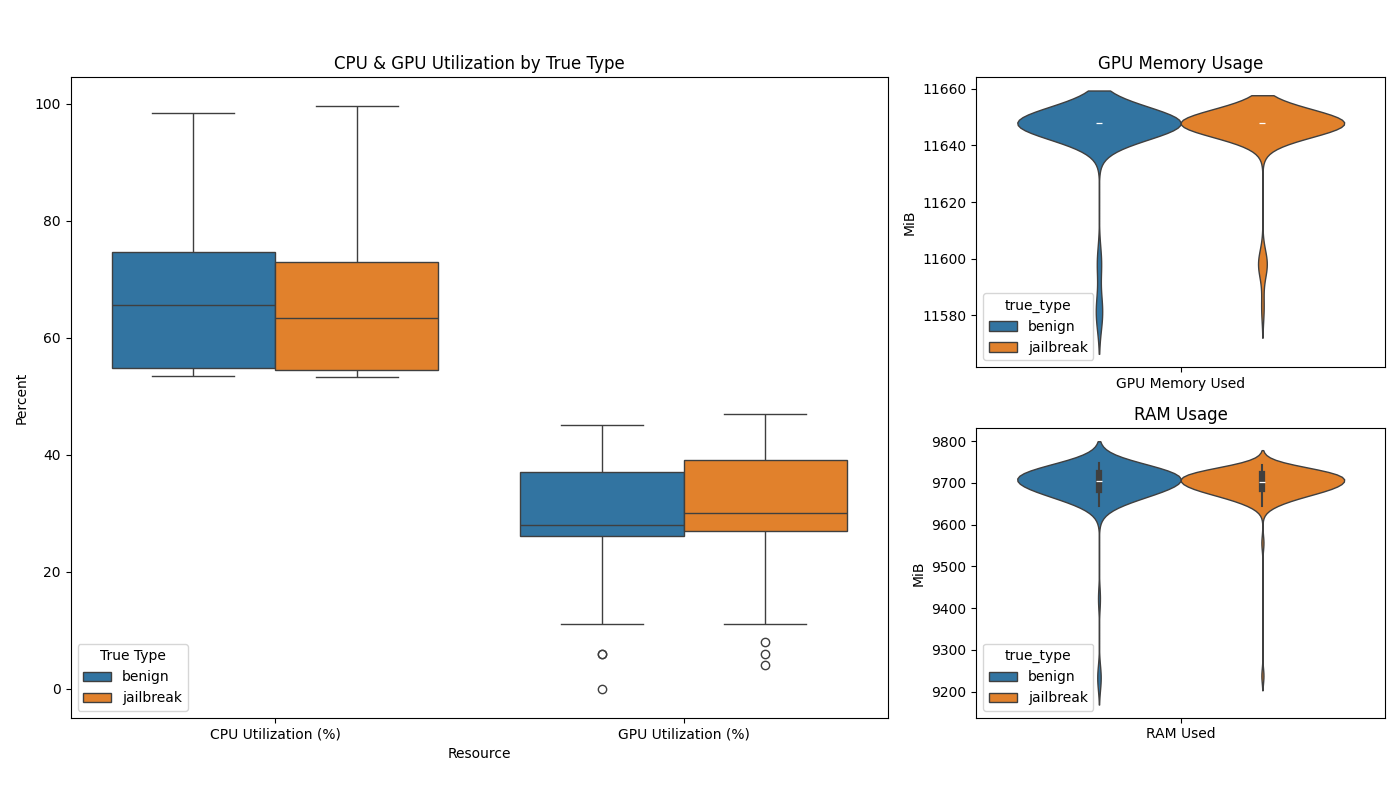 CPU & GPU Utilization by True Type
100
80
60
40
20
0
Percent
True Type
benign
jailbreak
CPU Utilization (%)
GPU Utilization (%)
Resource
GPU Memory Usage
11660
11640
11620
11600
11580
MiB
true_type
benign
jailbreak
GPU Memory Used
RAM Usage
9800
9700
9600
9500
9400
9300
9200
MiB
true_type
benign
jailbreak
RAM Used